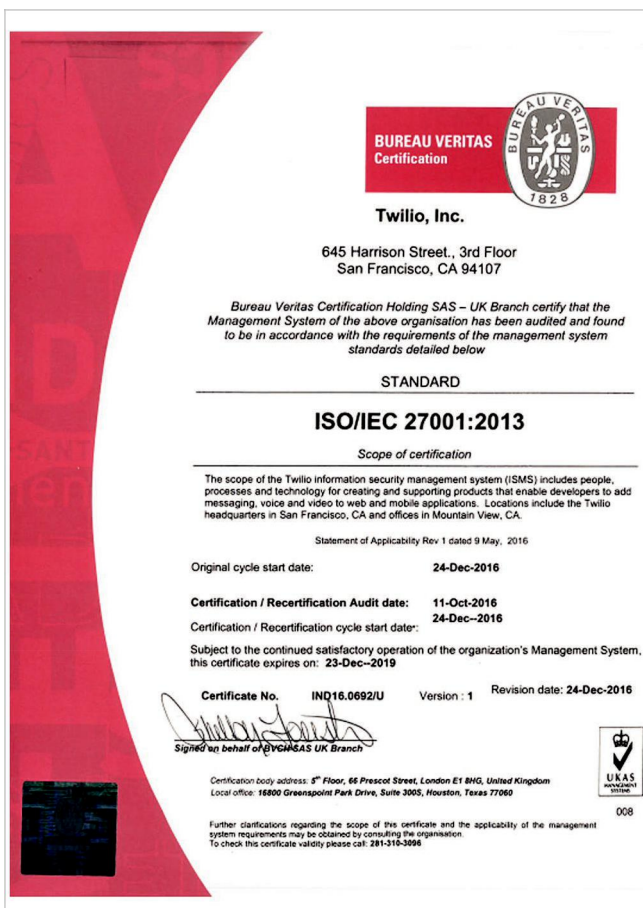 BUREAU VERITAS
Certification
BUREAU VERITAS
1828
Twilio, Inc.
645 Harrison Street., 3rd Floor
San Francisco, CA 94107
Bureau Veritas Certification Holding SAS – UK Branch certify that the
Management System of the above organisation has been audited and found
to be in accordance with the requirements of the management system
standards detailed below
STANDARD
ISO/IEC 27001:2013
Scope of certification
The scope of the Twilio information security management system (ISMS) includes people,
processes and technology for creating and supporting products that enable developers to add
messaging, voice and video to web and mobile applications. Locations include the Twilio
headquarters in San Francisco, CA and offices in Mountain View, CA.
Statement of Applicability Rev 1 dated 9 May, 2016
Original cycle start date: 24-Dec-2016
Certification / Recertification Audit date: 11-Oct-2016
Certification / Recertification cycle start date*: 24-Dec--2016
Subject to the continued satisfactory operation of the organization's Management System,
this certificate expires on: 23-Dec--2019
Certificate No. IND16.0692/U Version : 1 Revision date: 24-Dec-2016
Signed on behalf of BVCH SAS UK Branch
Certification body address: 5th Floor, 66 Prescot Street, London E1 8HG, United Kingdom
Local office: 16800 Greenspoint Park Drive, Suite 300S, Houston, Texas 77060
UKAS
MANAGEMENT
SYSTEMS
008
Further clarifications regarding the scope of this certificate and the applicability of the management
system requirements may be obtained by consulting the organisation.
To check this certificate validity please call: 281-310-3096